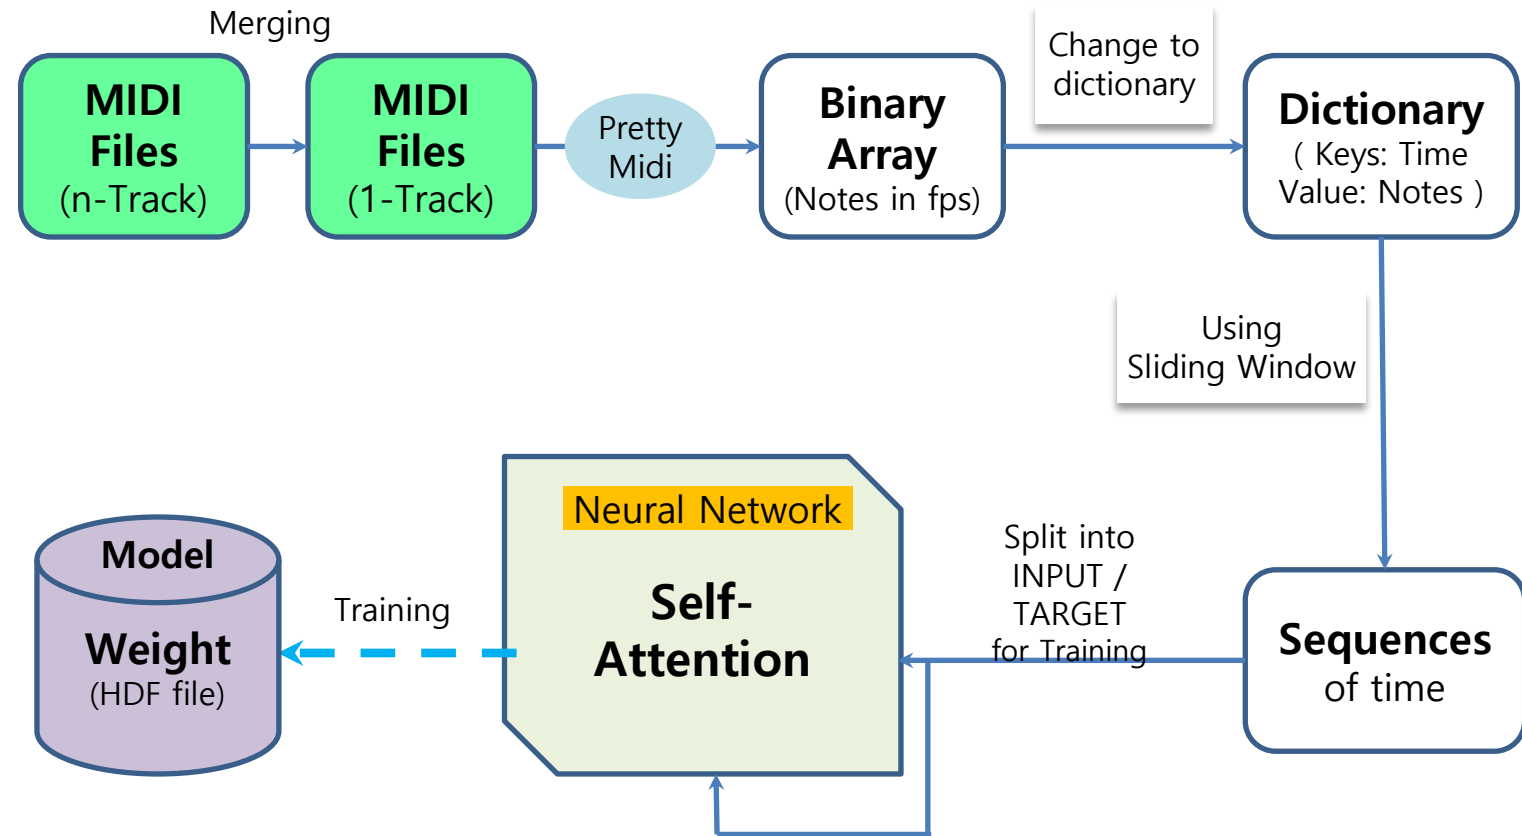 Merging
MIDI
Files
(n-Track)
MIDI
Files
(1-Track)
Pretty
Midi
Binary
Array
(Notes in fps)
Change to
dictionary
Dictionary
( Keys: Time
Value: Notes )
Using
Sliding Window
Sequences
of time
Split into
INPUT /
TARGET
for Training
Neural Network
Self-
Attention
Training
Model
Weight
(HDF file)